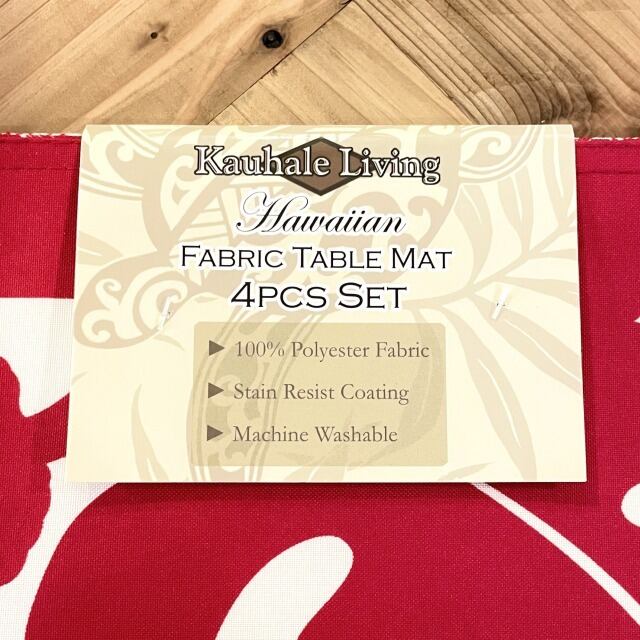 Kauhale Living
Hawaiian
FABRIC TABLE MAT
4PCS SET
► 100% Polyester Fabric
► Stain Resist Coating
► Machine Washable